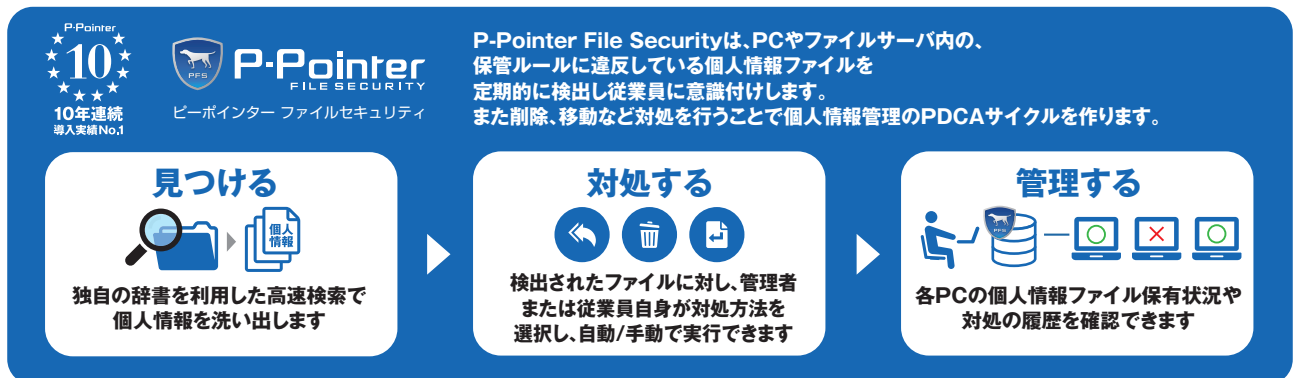 P-Pointer
10
10年連続
導入実績No.1
PFS
P-Pointer
FILE SECURITY
ピーポインター ファイルセキュリティ
P-Pointer File Securityは、PCやファイルサーバ内の、
保管ルールに違反している個人情報ファイルを
定期的に検出し従業員に意識付けします。
また削除、移動など対処を行うことで個人情報管理のPDCAサイクルを作ります。
見つける
個人
情報
独自の辞書を利用した高速検索で
個人情報を洗い出します
対処する
検出されたファイルに対し、管理者
または従業員自身が対処方法を
選択し、自動/手動で実行できます
管理する
PFS
各PCの個人情報ファイル保有状況や
対処の履歴を確認できます